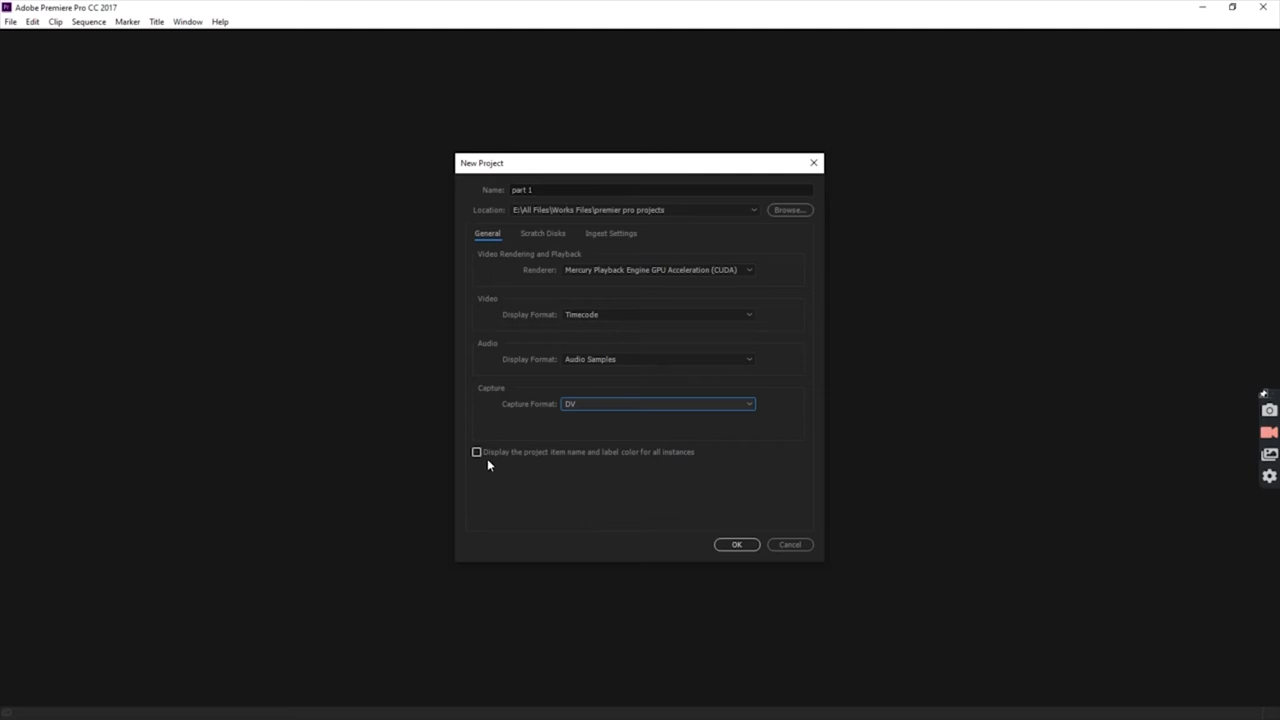 Pr Adobe Premiere Pro CC 2017
File Edit Clip Sequence Marker Title Window Help
New Project
Name: part 1
Location: E:\All Files\Works Files\premier pro projects Browse...
General Scratch Disks Ingest Settings
Video Rendering and Playback
Renderer: Mercury Playback Engine GPU Acceleration (CUDA)
Video
Display Format: Timecode
Audio
Display Format: Audio Samples
Capture
Capture Format: DV
Display the project item name and label color for all instances
OK Cancel